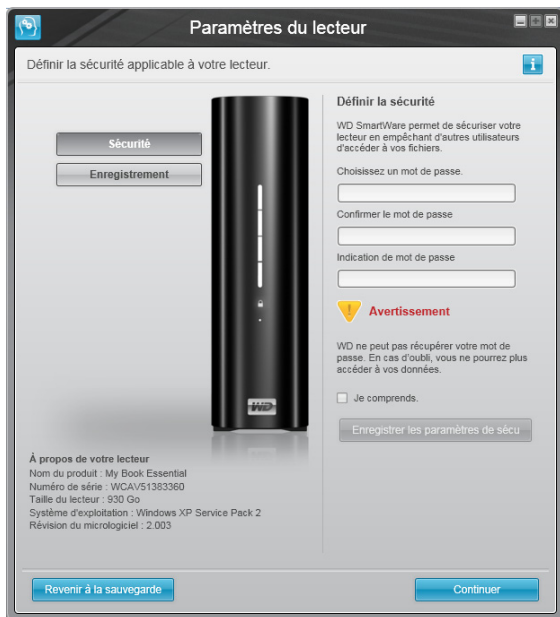 Paramètres du lecteur
Définir la sécurité applicable à votre lecteur.
Sécurité
Enregistrement
WD
À propos de votre lecteur
Nom du produit : My Book Essential
Numéro de série : WCAV51383360
Taille du lecteur : 930 Go
Système d'exploitation : Windows XP Service Pack 2
Révision du micrologiciel : 2.003
Définir la sécurité
WD SmartWare permet de sécuriser votre
lecteur en empêchant d'autres utilisateurs
d'accéder à vos fichiers.
Choisissez un mot de passe.
Confirmer le mot de passe
Indication de mot de passe
Avertissement
WD ne peut pas récupérer votre mot de
passe. En cas d'oubli, vous ne pourrez plus
accéder à vos données.
Je comprends.
Enregistrer les paramètres de sécu
Revenir à la sauvegarde
Continuer